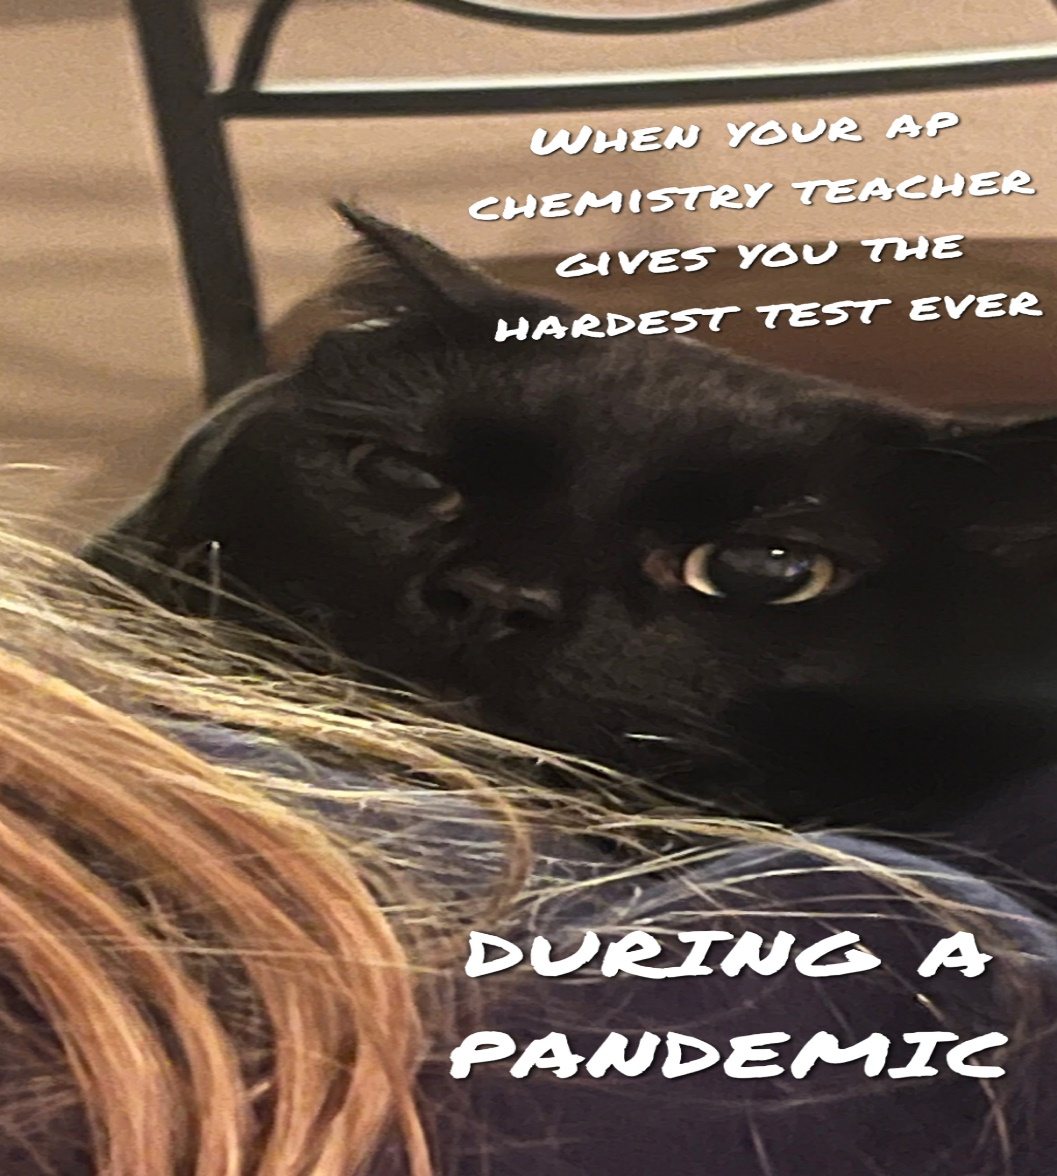 When your ap
chemistry teacher
gives you the
hardest test ever
during a
pandemic